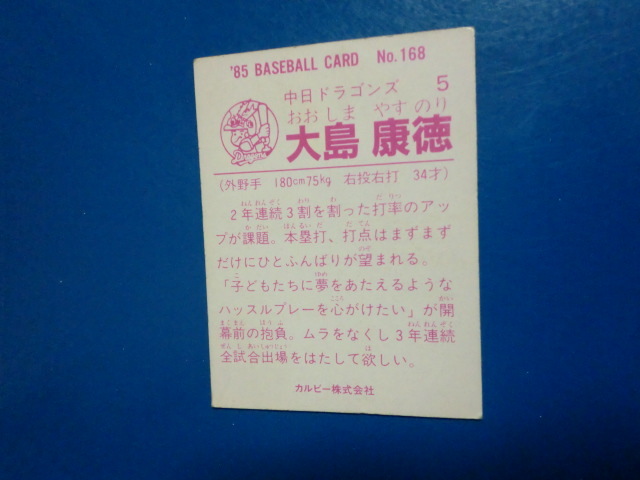 '85 BASEBALL CARD No.168
中日ドラゴンズ 5
おおしま やすのり
大島 康徳
(外野手 180cm75kg 右投右打 34才)
2年連続3割を割った打率のアッ
プが課題。本塁打、打点はまずまず
だけにひとふんばりが望まれる。
「子どもたちに夢をあたえるような
ハッスルプレーを心がけたい」が開
幕前の抱負。ムラをなくし3年連続
全試合出場をはたして欲しい。
カルビー株式会社